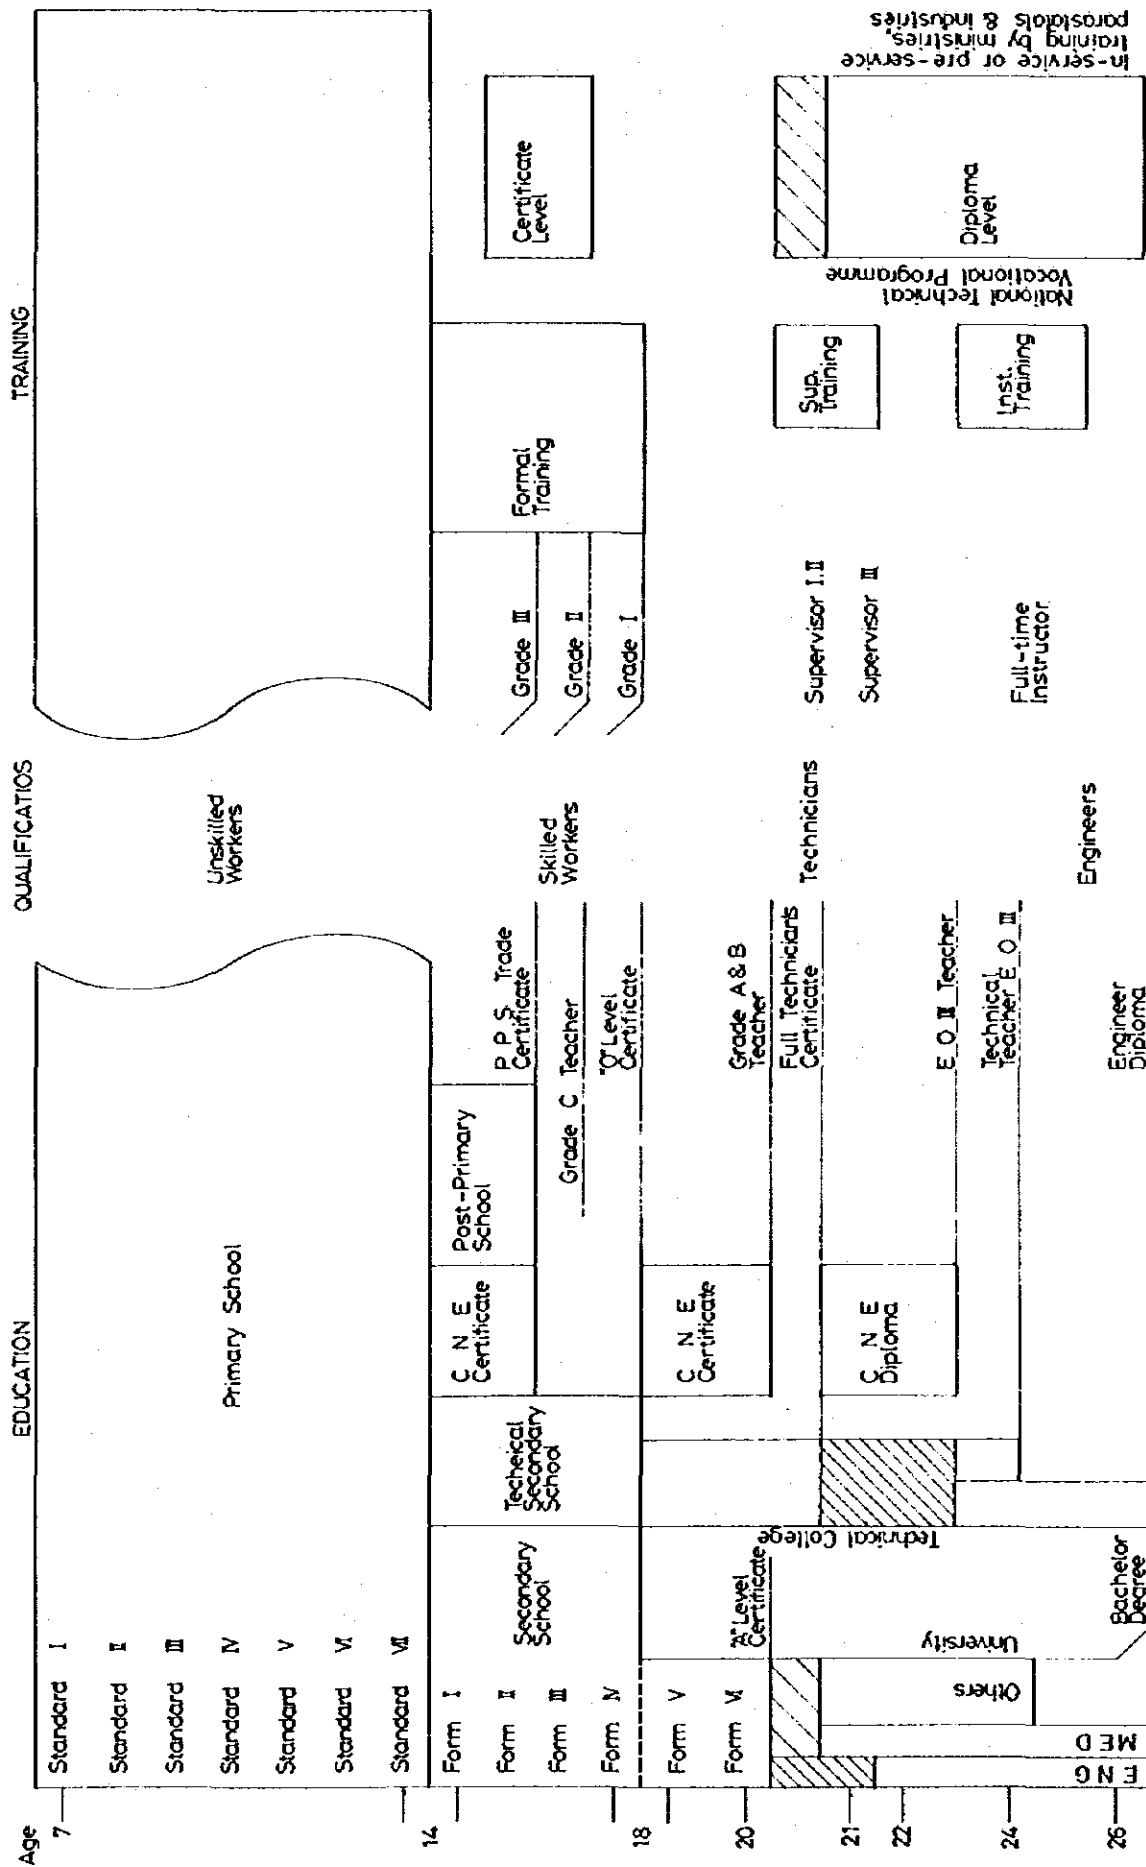 EDUCATION
QUALIFICATIOS
TRAINING
Age
7
14
18
20
21
22
24
26
Standard I
Standard II
Standard III
Standard IV
Standard V
Standard VI
Standard VII
Primary School
Unskilled
Workers
Form I
Form II
Form III
Form IV
Secondary
School
Techeical
Secondary
School
C N E
Certificate
Post-Primary
School
P P S Trade
Certificate
Grade C Teacher
"O" Level
Certificate
Skilled
Workers
Grade III
Grade II
Grade I
Formal
Training
Certificate
Level
Form V
Form VI
"A" Level
Certificate
C N E
Certificate
Grade A & B
Teacher
Full Technicians
Certificate
Technicians
Supervisor I.II
Supervisor III
Sup.
Training
National Technical
Vocational Programme
Diploma
Level
In-service or pre-service
training by ministries,
parastatals & industries
E N G
M E D
Others
University
Technical College
C N E
Diploma
E O III Teacher
Technical
Teacher E O III
Full-time
instructor
Inst.
Training
Bachelor
Degree
Engineer
Diploma
Engineers